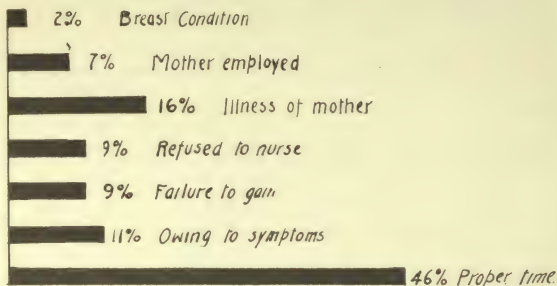 2% Breast Condition
7% Mother employed
16% Illness of mother
9% Refused to nurse
9% Failure to gain
11% Owing to symptoms
46% Proper time